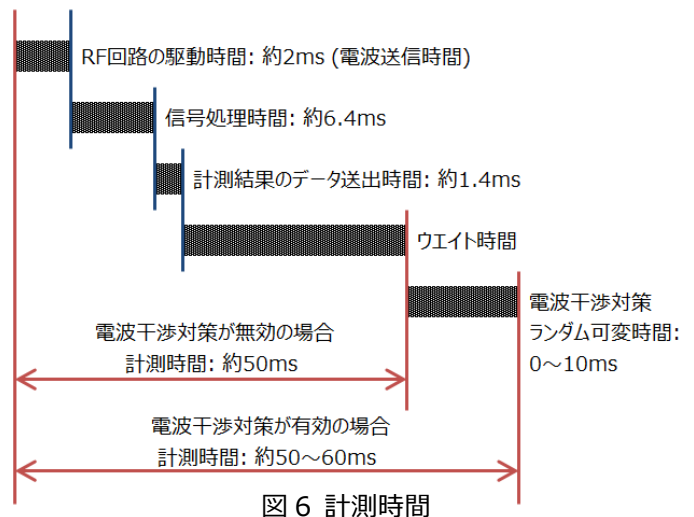 RF回路の駆動時間: 約2ms (電波送信時間)
信号処理時間: 約6.4ms
計測結果のデータ送出時間: 約1.4ms
ウエイト時間
電波干渉対策
ランダム可変時間:
0～10ms
電波干渉対策が無効の場合
計測時間: 約50ms
電波干渉対策が有効の場合
計測時間: 約50～60ms
図 6 計測時間